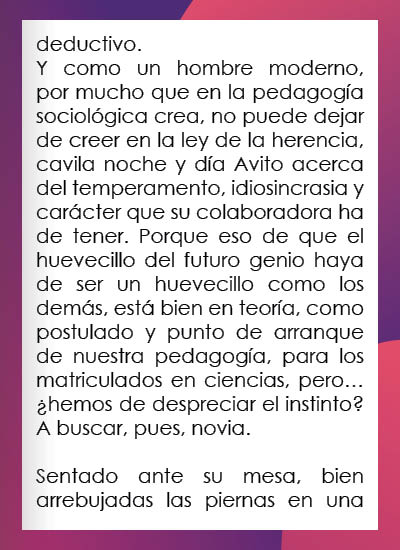 deductivo.
Y como un hombre moderno,
por mucho que en la pedagogía
sociológica crea, no puede dejar
de creer en la ley de la herencia,
cavila noche y día Avito acerca
del temperamento, idiosincrasia y
carácter que su colaboradora ha
de tener. Porque eso de que el
huevecillo del futuro genio haya
de ser un huevecillo como los
demás, está bien en teoría, como
postulado y punto de arranque
de nuestra pedagogía, para los
matriculados en ciencias, pero...
¿hemos de despreciar el instinto?
A buscar, pues, novia.
Sentado ante su mesa, bien
arrebujadas las piernas en una